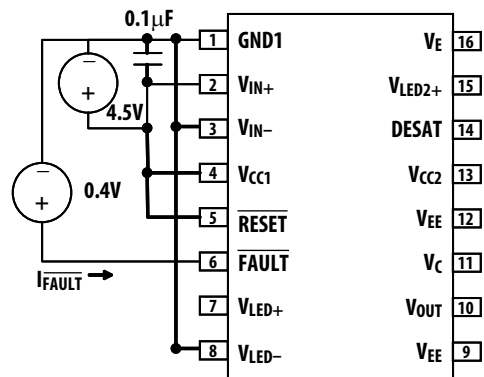 0.1μF
1 GND1
VE 16
2 VIN+
VLED2+ 15
4.5V
3 VIN–
DESAT 14
4 VCC1
VCC2 13
0.4V
5 RESET
VEE 12
6 FAULT
VC 11
IFAULT
7 VLED+
VOUT 10
8 VLED–
VEE 9